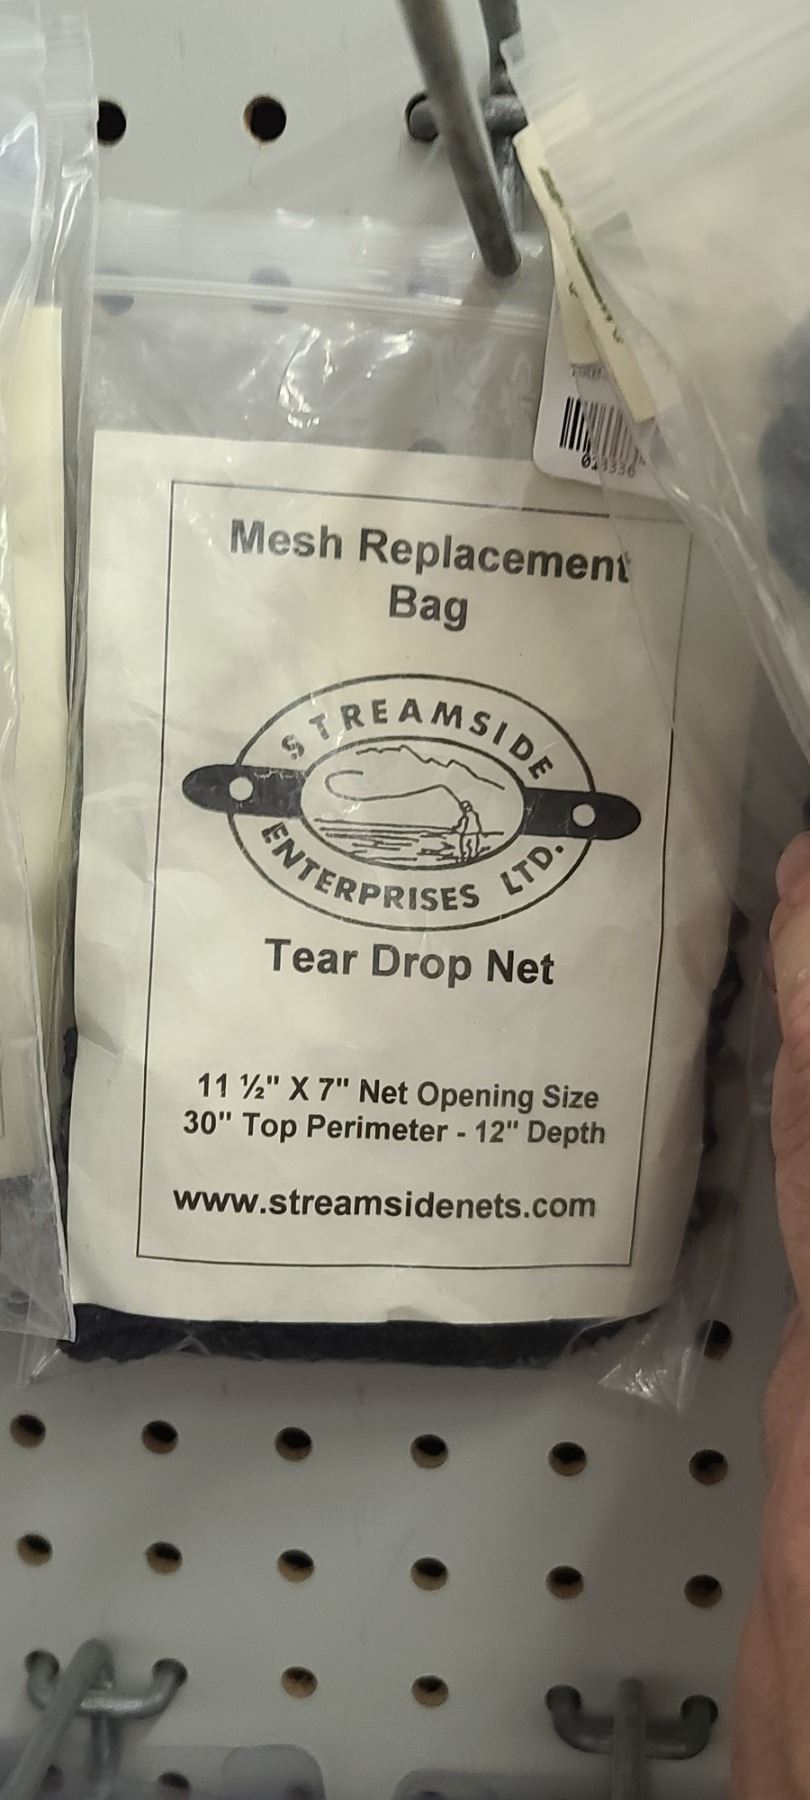 Mesh Replacement
Bag
STREAMSIDE
ENTERPRISES LTD.
Tear Drop Net
11 ½" X 7" Net Opening Size
30" Top Perimeter - 12" Depth
www.streamsidenets.com